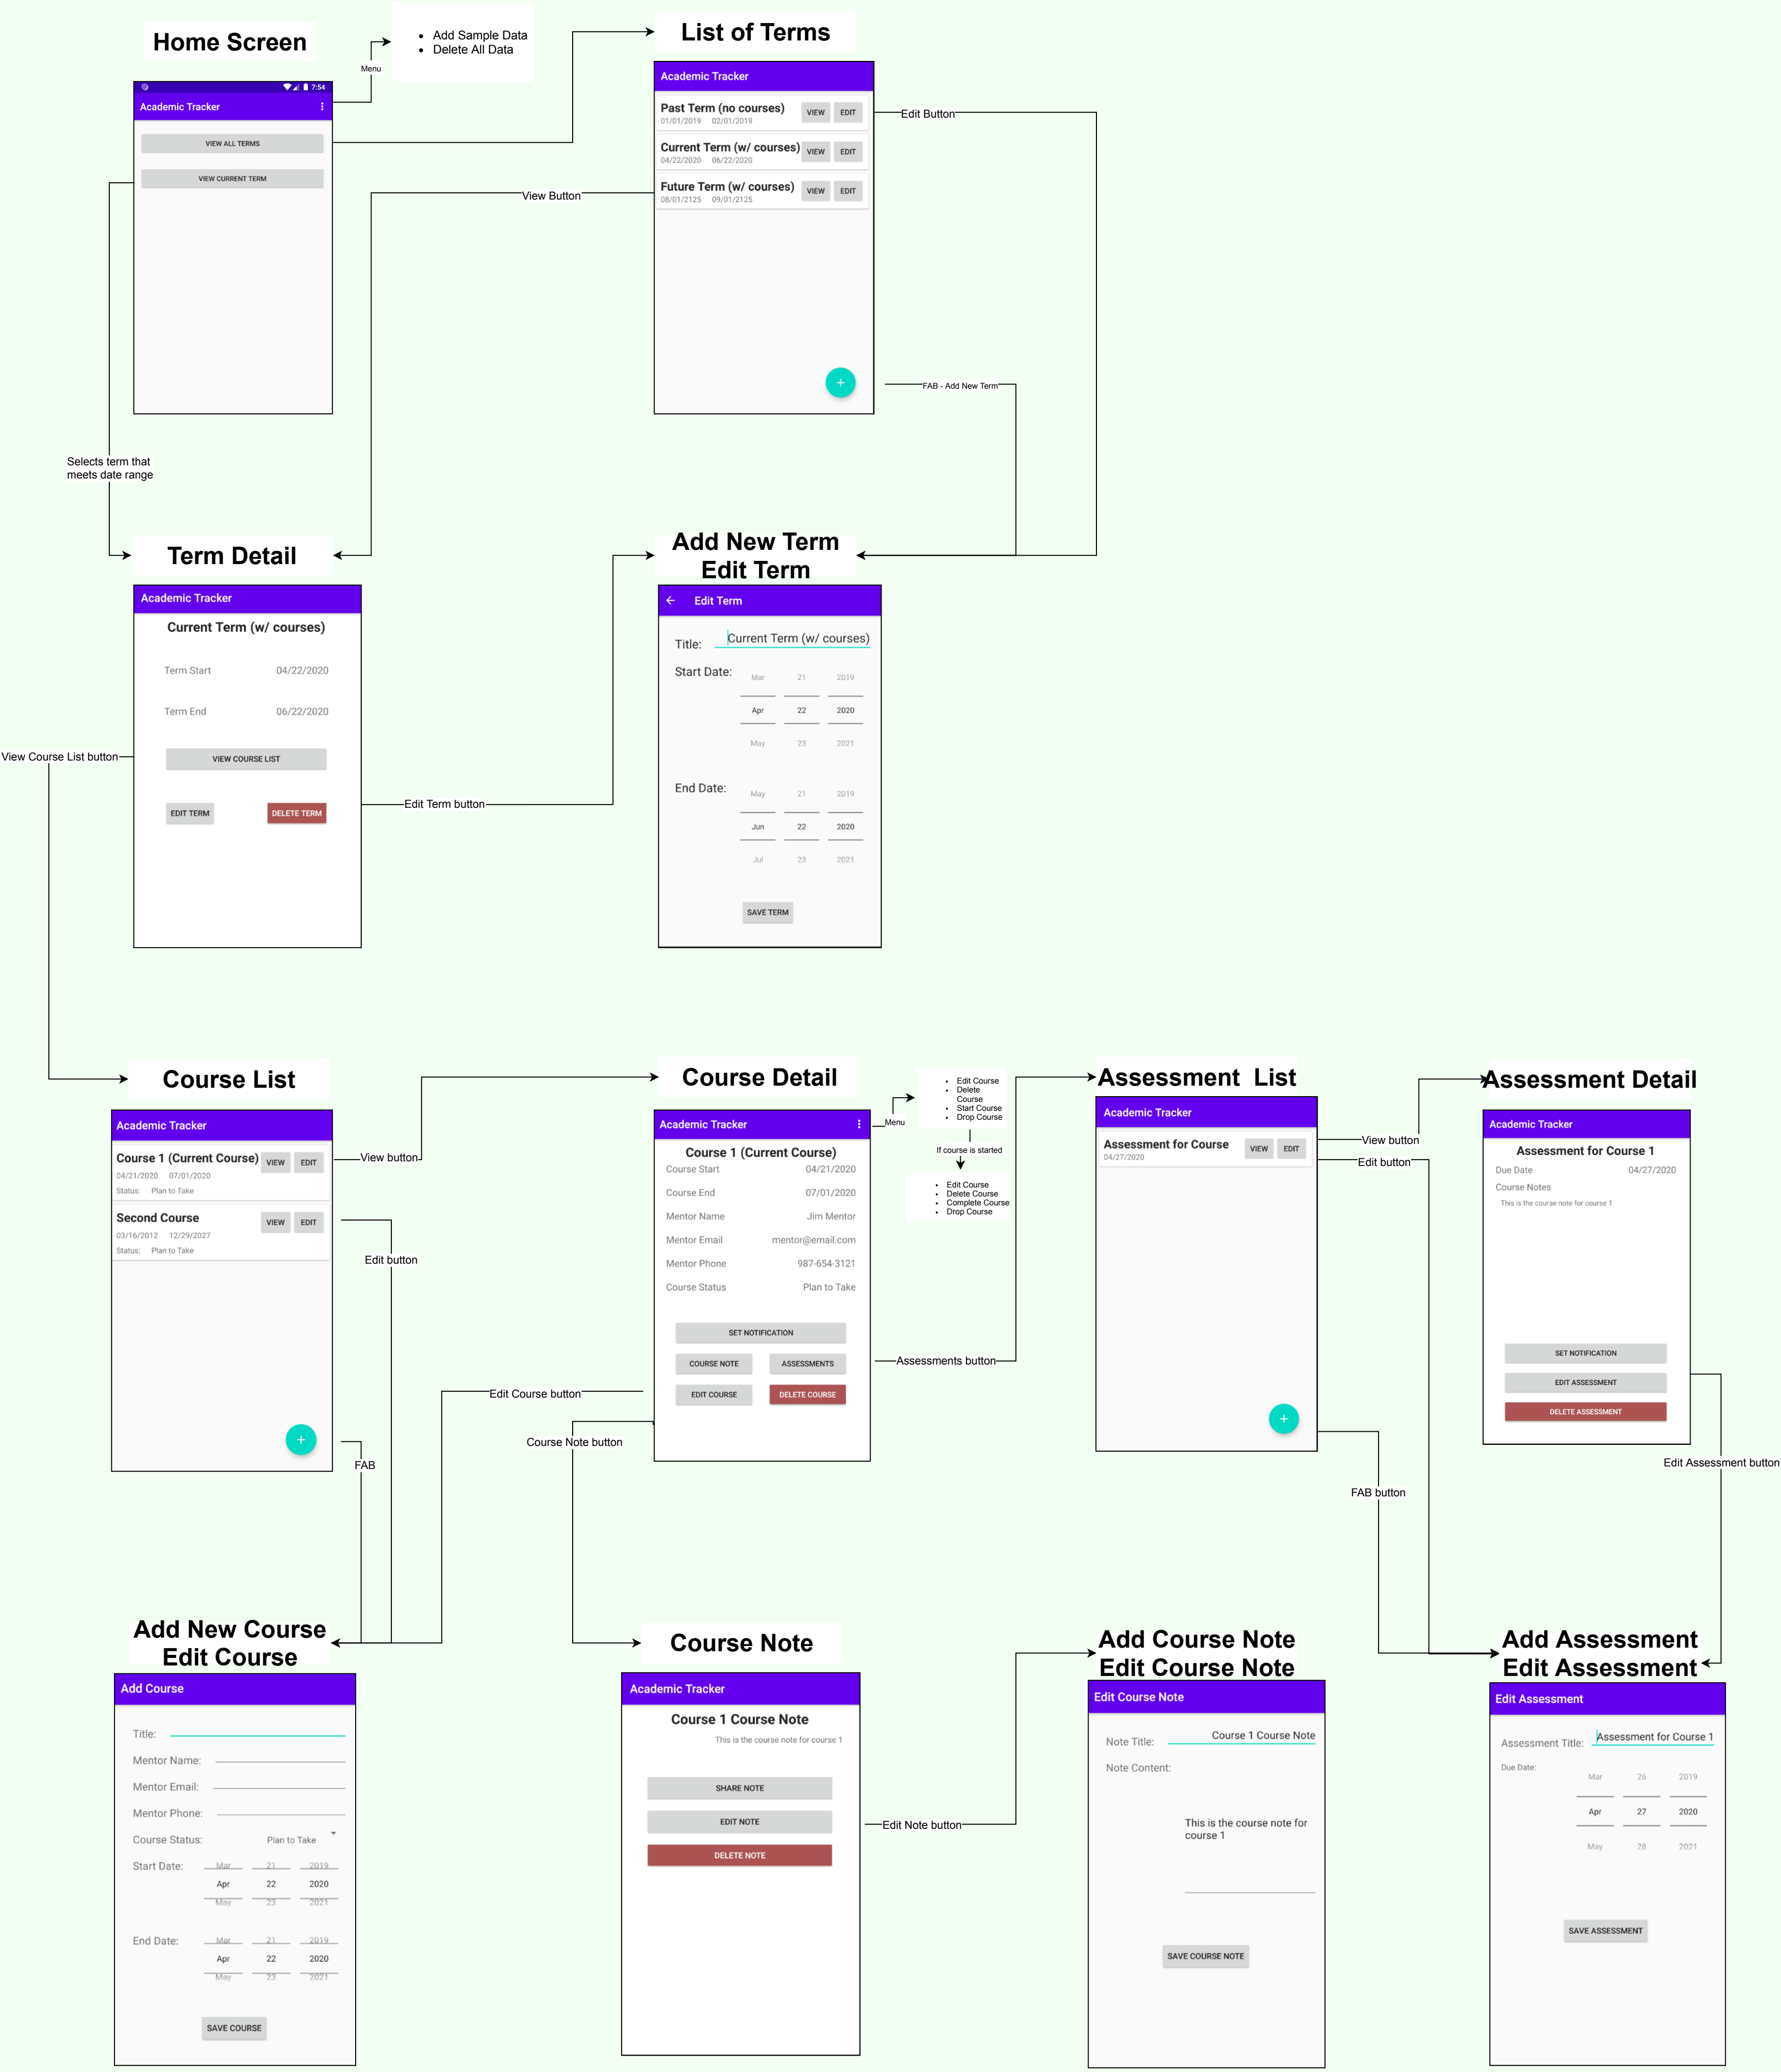 Home Screen
Menu
• Add Sample Data
• Delete All Data
7:54
Academic Tracker
VIEW ALL TERMS
VIEW CURRENT TERM
Selects term that
meets date range
List of Terms
Academic Tracker
Past Term (no courses)
01/01/2019 02/01/2019
VIEW EDIT
Current Term (w/ courses)
04/22/2020 06/22/2020
VIEW EDIT
Future Term (w/ courses)
08/01/2125 09/01/2125
VIEW EDIT
+
Edit Button
View Button
FAB - Add New Term
Term Detail
Academic Tracker
Current Term (w/ courses)
Term Start 04/22/2020
Term End 06/22/2020
VIEW COURSE LIST
EDIT TERM DELETE TERM
View Course List button
Edit Term button
Add New Term
Edit Term
Edit Term
Title: Current Term (w/ courses)
Start Date:
Mar 21 2019
Apr 22 2020
May 23 2021
End Date:
May 21 2019
Jun 22 2020
Jul 23 2021
SAVE TERM
Course List
Academic Tracker
Course 1 (Current Course)
VIEW EDIT
04/21/2020 07/01/2020
Status: Plan to Take
Second Course
VIEW EDIT
03/16/2012 12/29/2027
Status: Plan to Take
+
View button
Edit button
FAB
Course Detail
Academic Tracker
Course 1 (Current Course)
Course Start 04/21/2020
Course End 07/01/2020
Mentor Name Jim Mentor
Mentor Email mentor@email.com
Mentor Phone 987-654-3121
Course Status Plan to Take
SET NOTIFICATION
COURSE NOTE ASSESSMENTS
EDIT COURSE DELETE COURSE
Menu
• Edit Course
• Delete
Course
• Start Course
• Drop Course
If course is started
• Edit Course
• Delete Course
• Complete Course
• Drop Course
Assessments button
Edit Course button
Course Note button
Assessment List
Academic Tracker
Assessment for Course
04/27/2020
VIEW EDIT
+
View button
Edit button
FAB button
Assessment Detail
Academic Tracker
Assessment for Course 1
Due Date 04/27/2020
Course Notes
This is the course note for course 1
SET NOTIFICATION
EDIT ASSESSMENT
DELETE ASSESSMENT
Edit Assessment button
Add New Course
Edit Course
Add Course
Title:
Mentor Name:
Mentor Email:
Mentor Phone:
Course Status: Plan to Take
Start Date:
Mar 21 2019
Apr 22 2020
May 23 2021
End Date:
Mar 21 2019
Apr 22 2020
May 23 2021
SAVE COURSE
Course Note
Academic Tracker
Course 1 Course Note
This is the course note for course 1
SHARE NOTE
EDIT NOTE
DELETE NOTE
Edit Note button
Add Course Note
Edit Course Note
Edit Course Note
Note Title: Course 1 Course Note
Note Content:
This is the course note for
course 1
SAVE COURSE NOTE
Add Assessment
Edit Assessment
Edit Assessment
Assessment Title: Assessment for Course 1
Due Date:
Mar 26 2019
Apr 27 2020
May 28 2021
SAVE ASSESSMENT